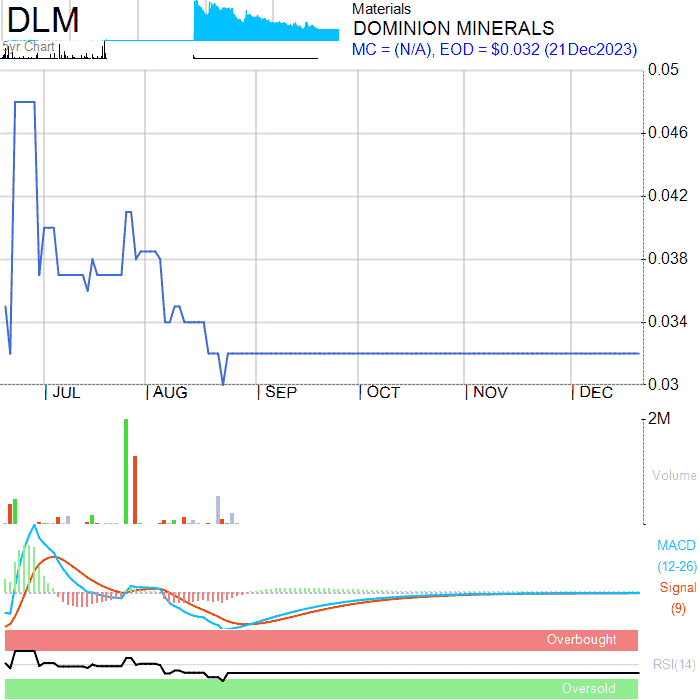 DLM
5yr Chart
Materials
DOMINION MINERALS
MC = (N/A), EOD = $0.032 (21Dec2023)
0.05
0.046
0.042
0.038
0.034
0.03
JUL AUG SEP OCT NOV DEC
2M
Volume
MACD
(12-26)
Signal
(9)
Overbought
RSI(14)
Oversold